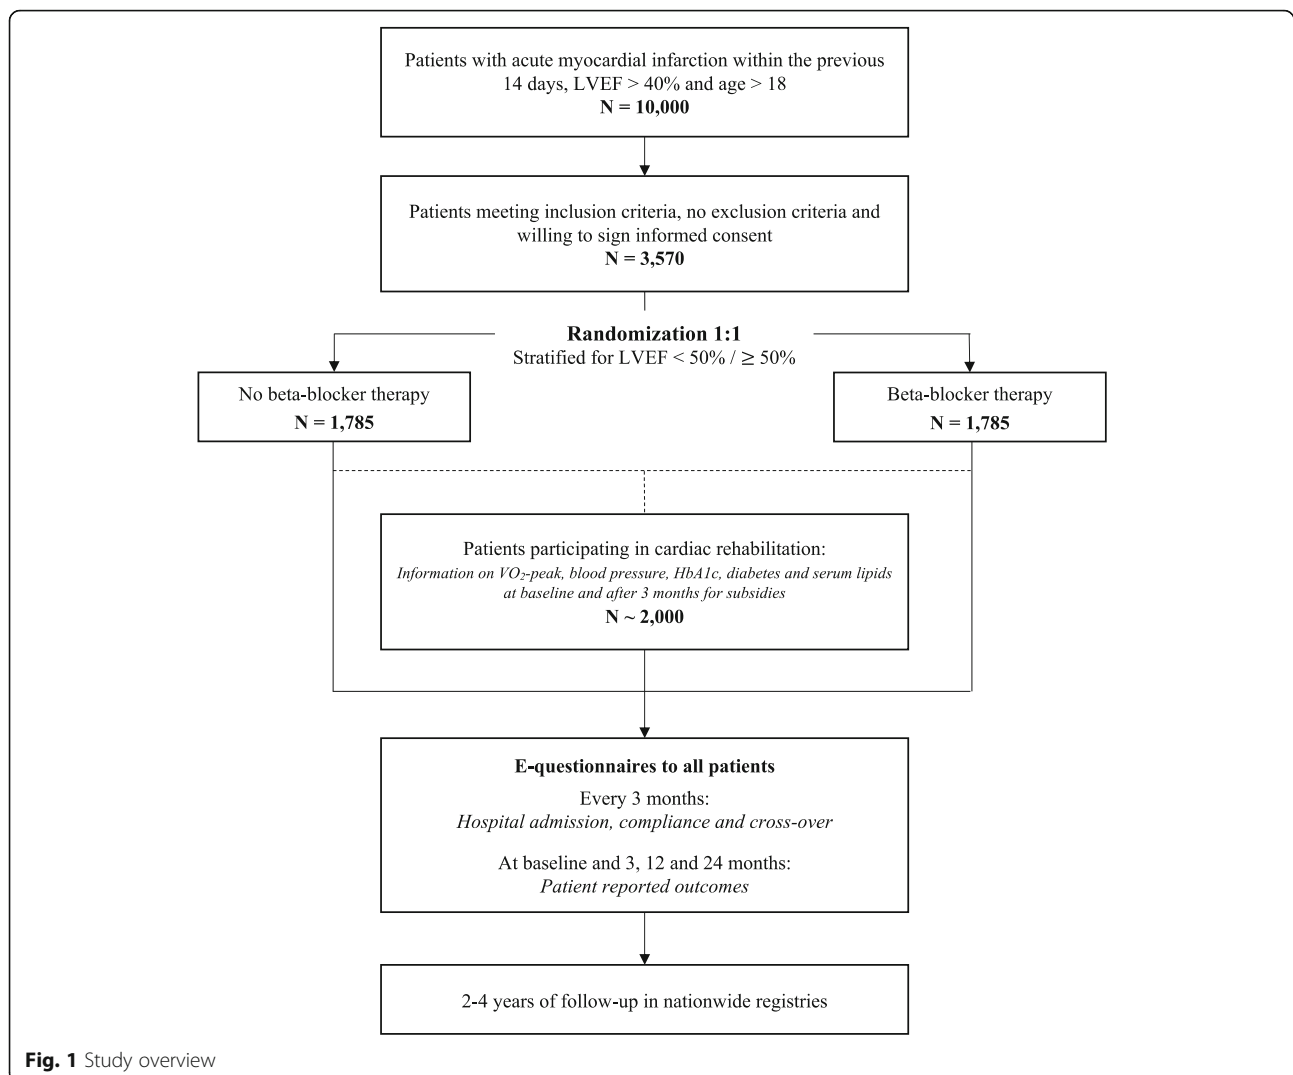 Patients with acute myocardial infarction within the previous
14 days, LVEF > 40% and age > 18
N = 10,000
Patients meeting inclusion criteria, no exclusion criteria and
willing to sign informed consent
N = 3,570
Randomization 1:1
Stratified for LVEF < 50% / ≥ 50%
No beta-blocker therapy
N = 1,785
Beta-blocker therapy
N = 1,785
Patients participating in cardiac rehabilitation:
Information on VO₂-peak, blood pressure, HbA1c, diabetes and serum lipids
at baseline and after 3 months for subsidies
N ~ 2,000
E-questionnaires to all patients
Every 3 months:
Hospital admission, compliance and cross-over
At baseline and 3, 12 and 24 months:
Patient reported outcomes
2-4 years of follow-up in nationwide registries
Fig. 1 Study overview